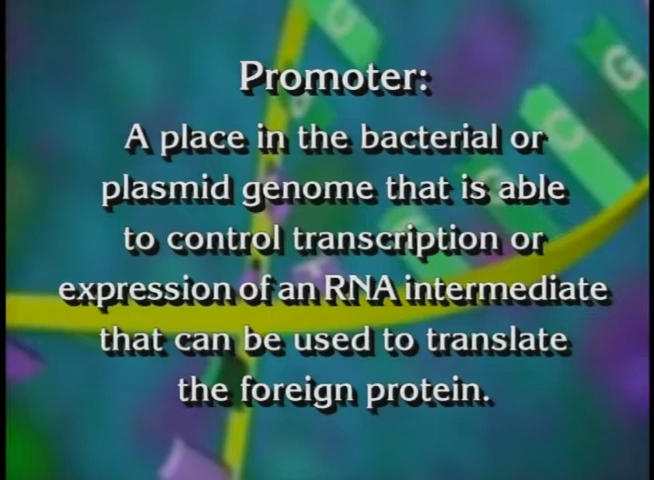 Promoter:
A place in the bacterial or
plasmid genome that is able
to control transcription or
expression of an RNA intermediate
that can be used to translate
the foreign protein.
U
G
C